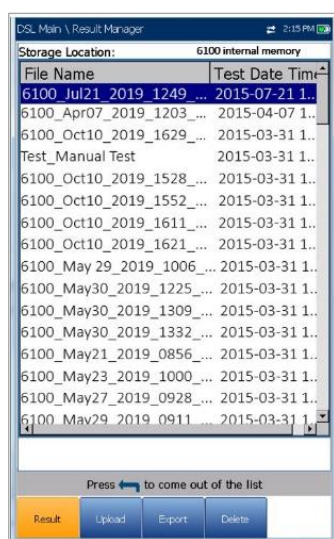 DSL Main \ Result Manager 2:15 PM
Storage Location: 6100 internal memory
File Name Test Date Time
6100_Jul21_2019_1249_... 2015-07-21 1..
6100_Apr07_2019_1203_... 2015-04-07 1..
6100_Oct10_2019_1629_... 2015-03-31 1..
Test_Manual Test 2015-03-31 1..
6100_Oct10_2019_1528_... 2015-03-31 1..
6100_Oct10_2019_1552_... 2015-03-31 1..
6100_Oct10_2019_1611_... 2015-03-31 1..
6100_Oct10_2019_1621_... 2015-03-31 1..
6100_May 29_2019_1006_... 2015-03-31 1..
6100_May30_2019_1225_... 2015-03-31 1..
6100_May30_2019_1309_... 2015-03-31 1..
6100_May30_2019_1332_... 2015-03-31 1..
6100_May21_2019_0856_... 2015-03-31 1..
6100_May23_2019_1000_... 2015-03-31 1..
6100_May27_2019_0928_... 2015-03-31 1..
6100_May29_2019_0911_... 2015-03-31 1..
Press to come out of the list
Result Upload Export Delete